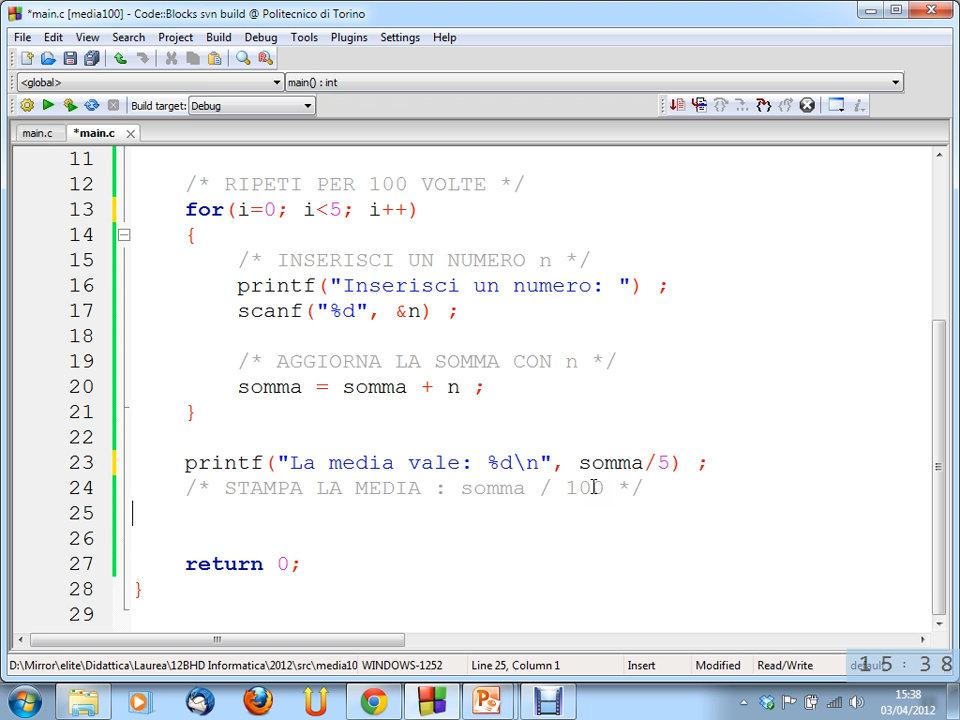 *main.c [media100] - Code::Blocks svn build @ Politecnico di Torino
File Edit View Search Project Build Debug Tools Plugins Settings Help
<global> main() : int
Build target: Debug
main.c *main.c
11
12 /* RIPETI PER 100 VOLTE */
13 for(i=0; i<5; i++)
14 {
15 /* INSERISCI UN NUMERO n */
16 printf("Inserisci un numero: ") ;
17 scanf("%d", &n) ;
18
19 /* AGGIORNA LA SOMMA CON n */
20 somma = somma + n ;
21 }
22
23 printf("La media vale: %d\n", somma/5) ;
24 /* STAMPA LA MEDIA : somma / 100 */
25
26
27 return 0;
28 }
29
D:\Mirror\elite\Didattica\Laurea\12BHD Informatica\2012\src\media10 WINDOWS-1252 Line 25, Column 1 Insert Modified Read/Write default
15:38
15:38
03/04/2012